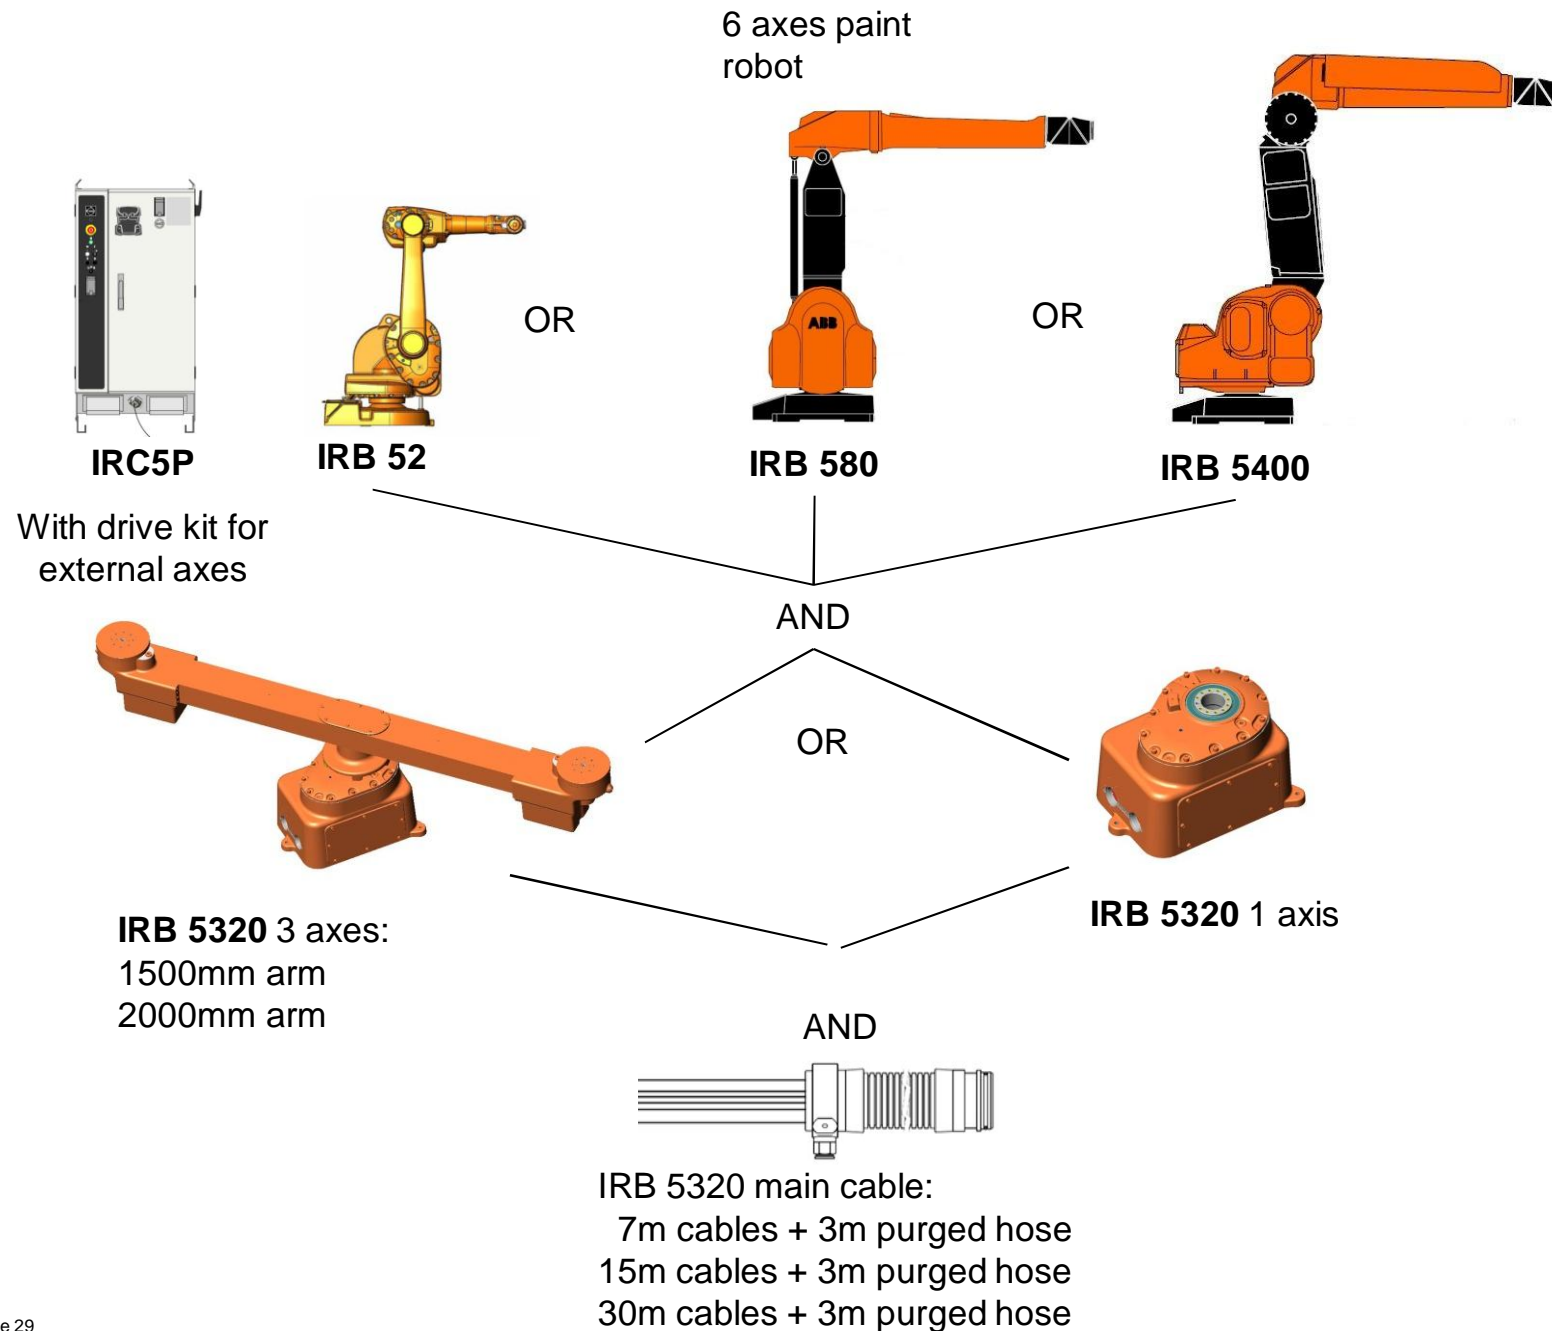 6 axes paint
robot
ABB
OR
OR
IRC5P
IRB 52
IRB 580
IRB 5400
With drive kit for
external axes
AND
OR
IRB 5320 3 axes:
1500mm arm
2000mm arm
IRB 5320 1 axis
AND
IRB 5320 main cable:
7m cables + 3m purged hose
15m cables + 3m purged hose
30m cables + 3m purged hose
e 29